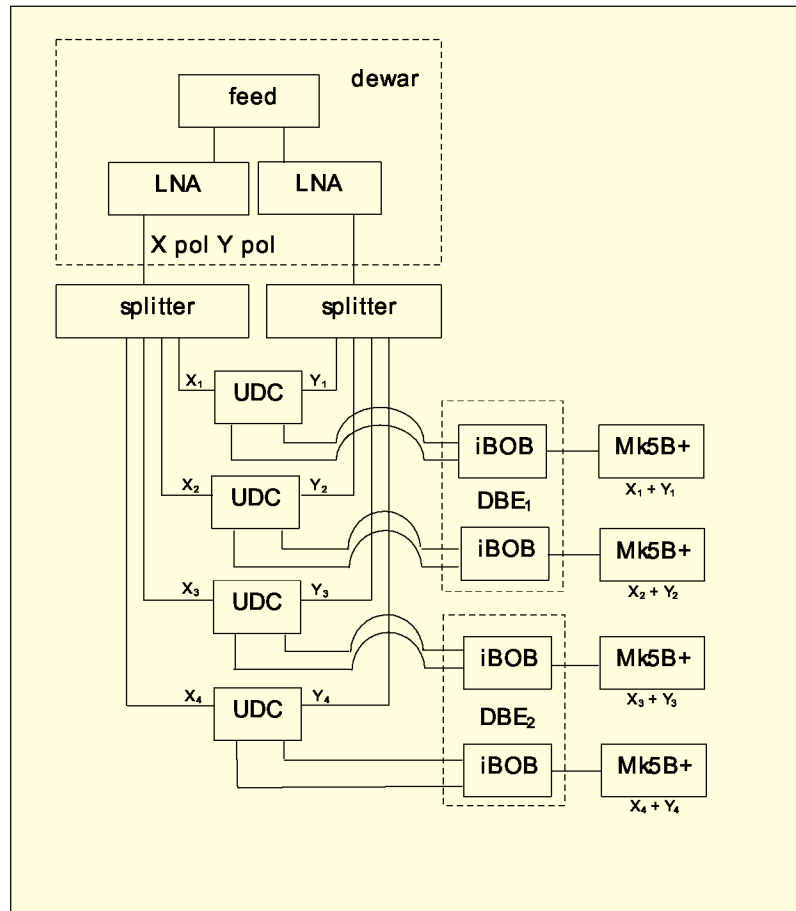 dewar
feed
LNA LNA
X pol Y pol
splitter splitter
X₁ UDC Y₁
iBOB Mk5B+
X₁ + Y₁
X₂ UDC Y₂
DBE₁
iBOB Mk5B+
X₂ + Y₂
X₃ UDC Y₃
iBOB Mk5B+
X₃ + Y₃
X₄ UDC Y₄
DBE₂
iBOB Mk5B+
X₄ + Y₄